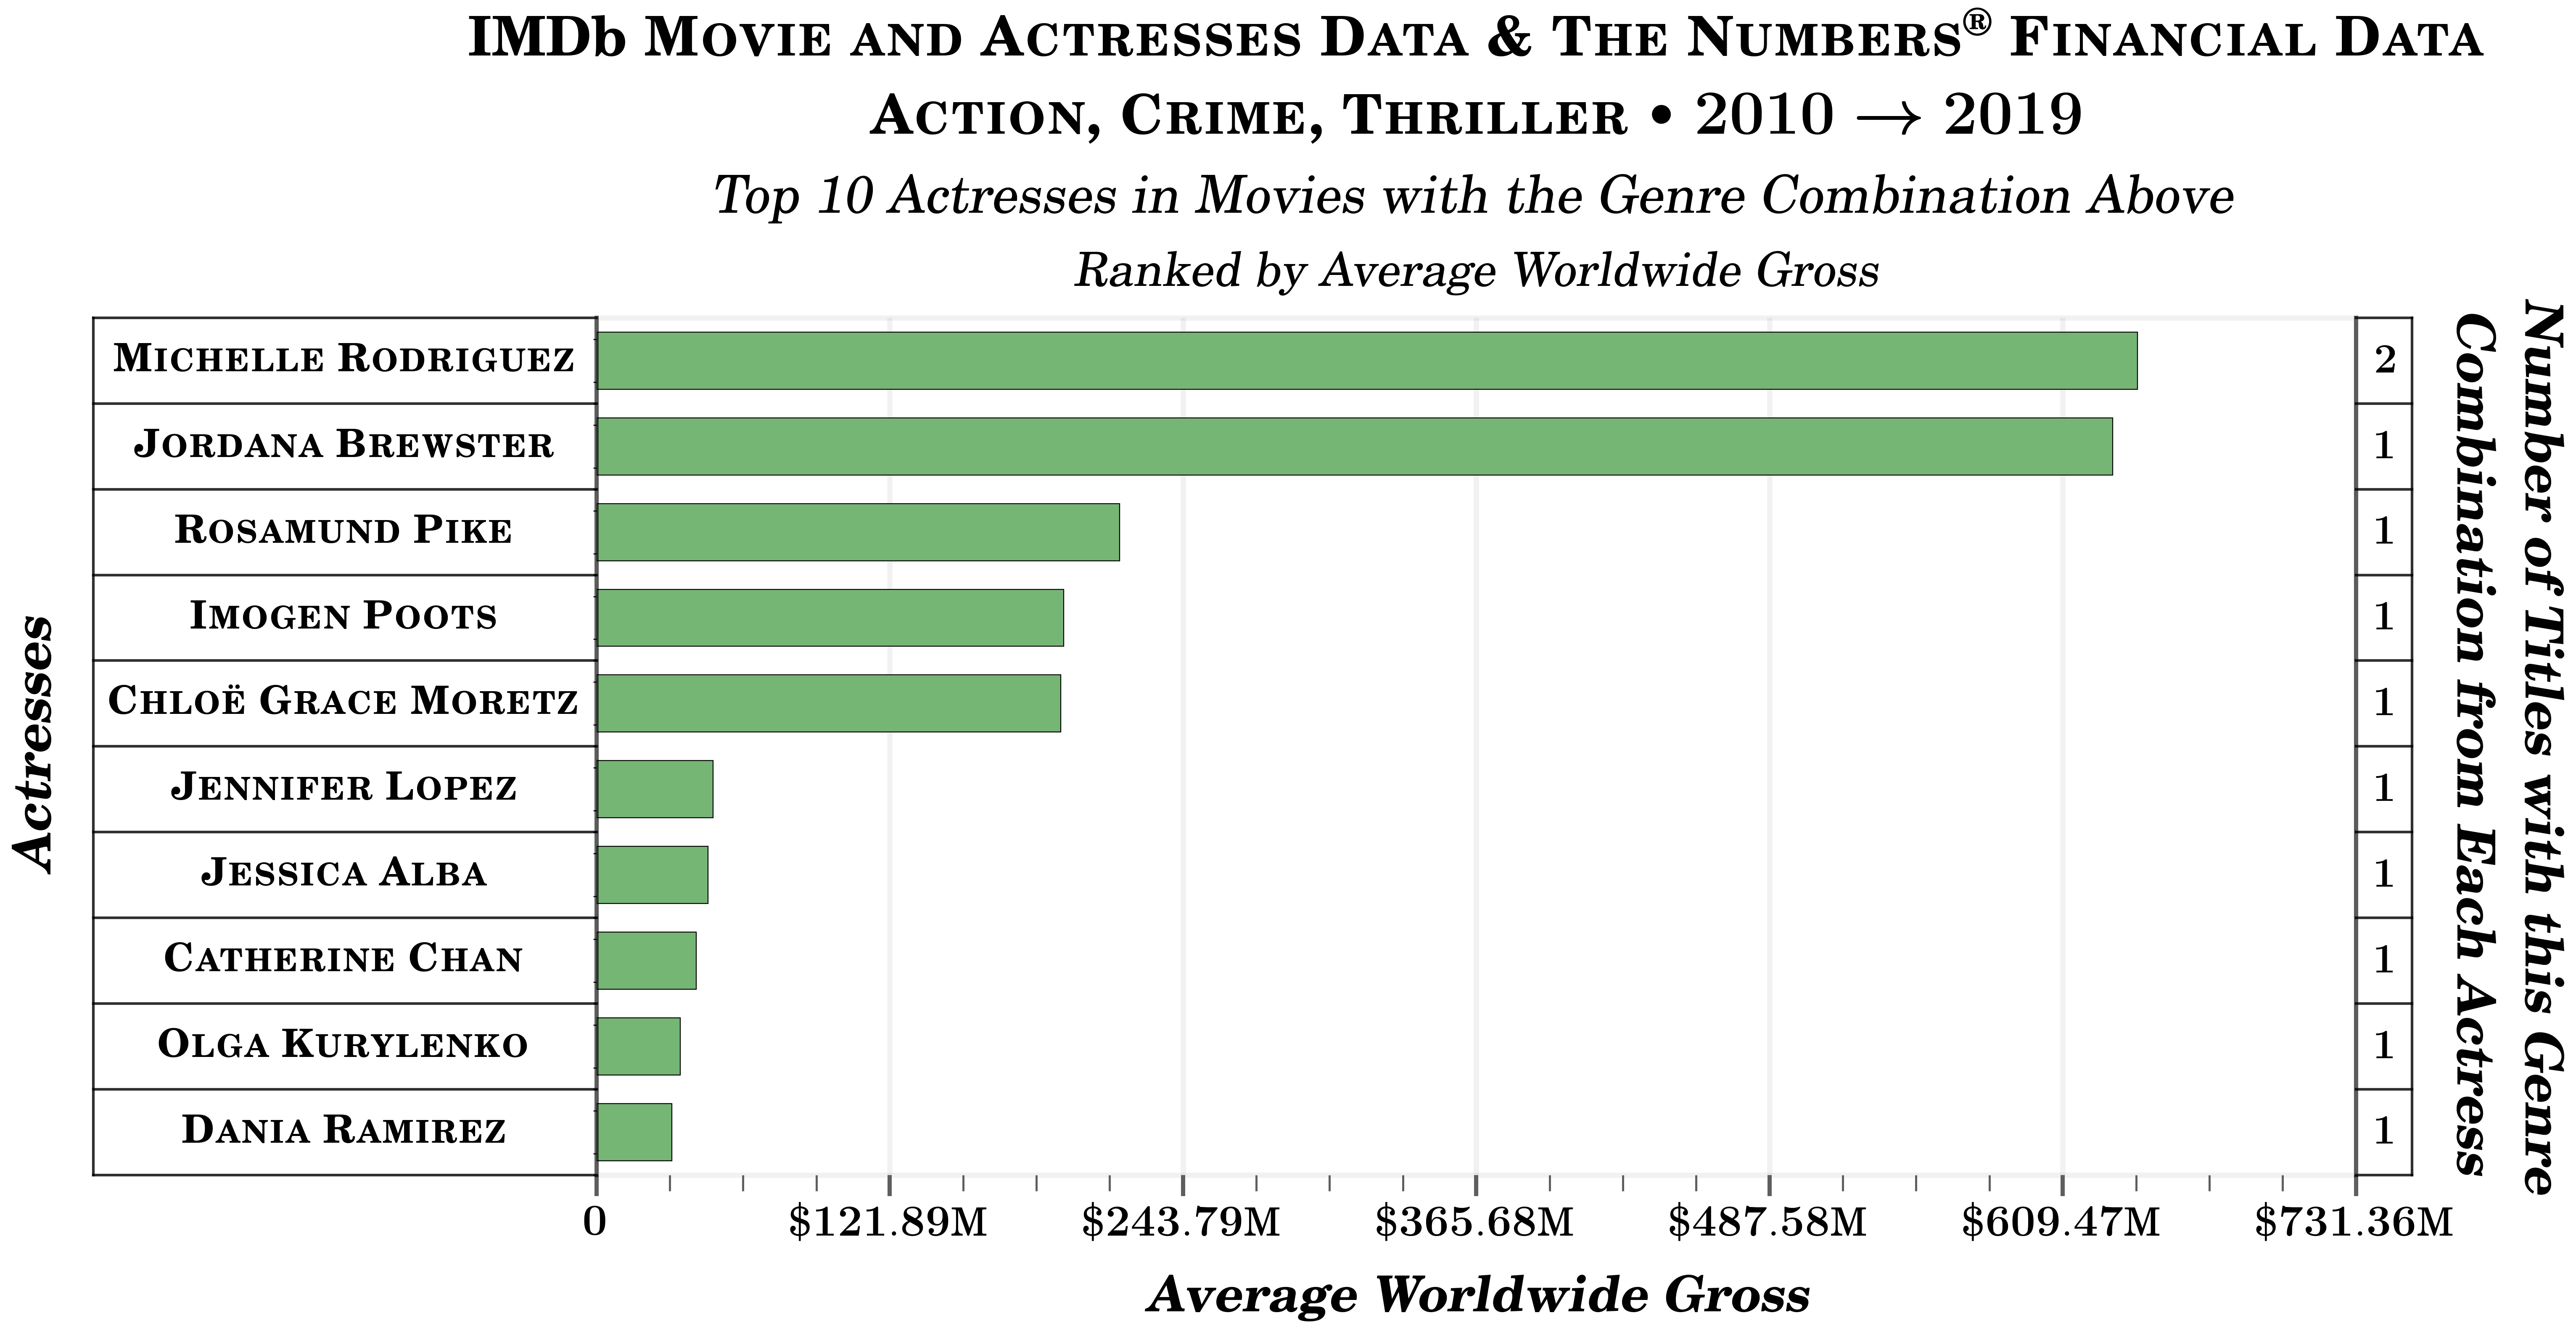 IMDb Movie and Actresses Data & The Numbers® Financial Data
Action, Crime, Thriller • 2010 → 2019
Top 10 Actresses in Movies with the Genre Combination Above
Ranked by Average Worldwide Gross
Actresses
Michelle Rodriguez 2
Jordana Brewster 1
Rosamund Pike 1
Imogen Poots 1
Chloë Grace Moretz 1
Jennifer Lopez 1
Jessica Alba 1
Catherine Chan 1
Olga Kurylenko 1
Dania Ramirez 1
Number of Titles with this Genre
Combination from Each Actress
0 $121.89M $243.79M $365.68M $487.58M $609.47M $731.36M
Average Worldwide Gross